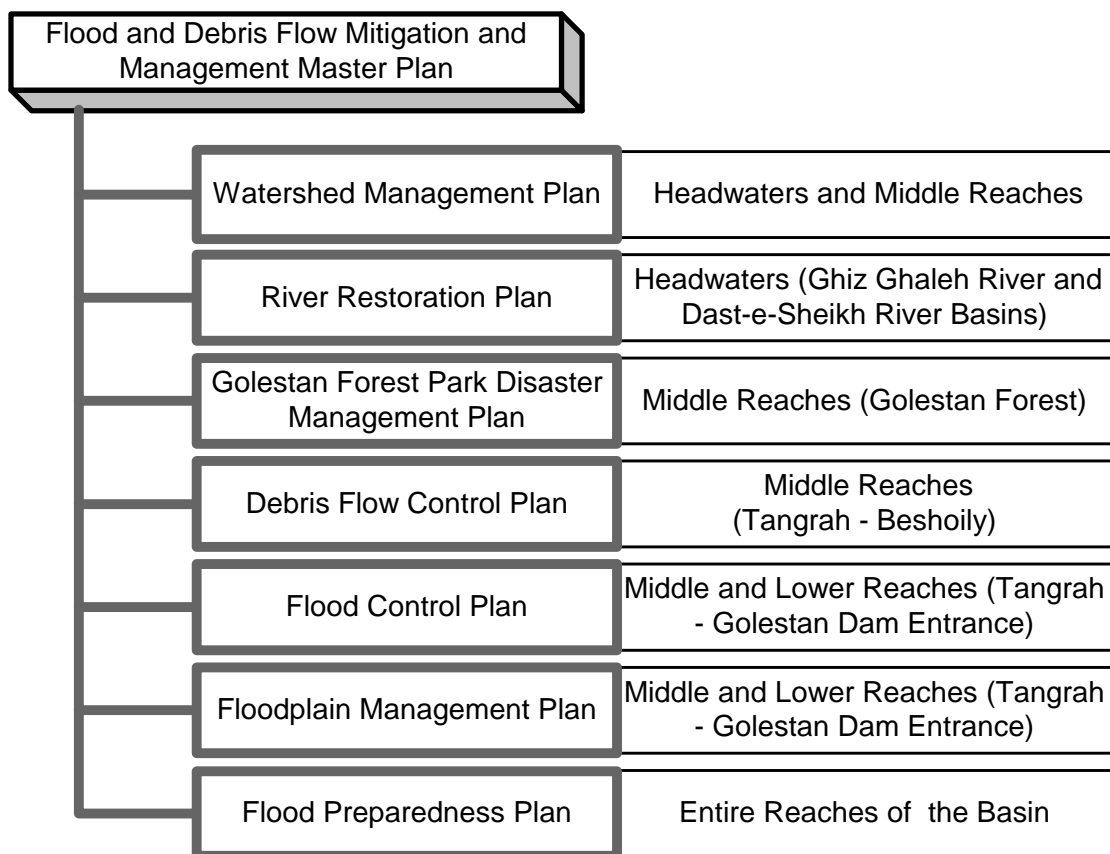 Flood and Debris Flow Mitigation and
Management Master Plan
Watershed Management Plan
Headwaters and Middle Reaches
River Restoration Plan
Headwaters (Ghiz Ghaleh River and
Dast-e-Sheikh River Basins)
Golestan Forest Park Disaster
Management Plan
Middle Reaches (Golestan Forest)
Debris Flow Control Plan
Middle Reaches
(Tangrah - Beshoily)
Flood Control Plan
Middle and Lower Reaches (Tangrah
- Golestan Dam Entrance)
Floodplain Management Plan
Middle and Lower Reaches (Tangrah
- Golestan Dam Entrance)
Flood Preparedness Plan
Entire Reaches of the Basin